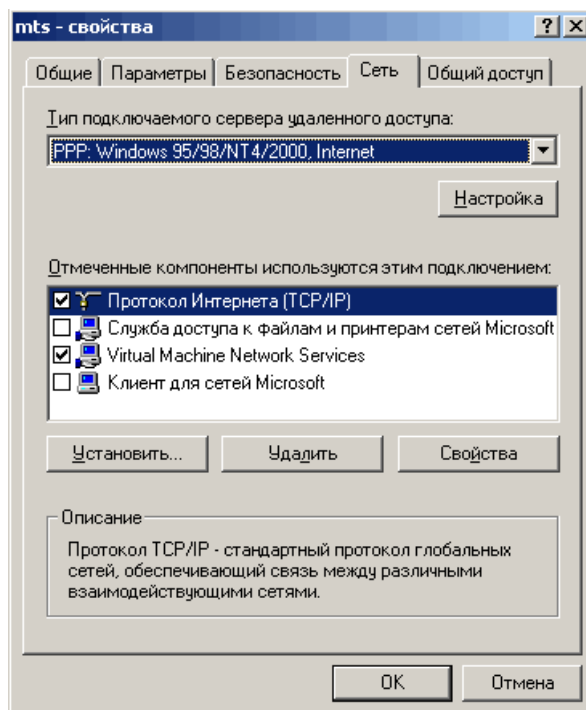 mts - свойства
Общие Параметры Безопасность Сеть Общий доступ
Тип подключаемого сервера удаленного доступа:
PPP: Windows 95/98/NT4/2000, Internet
Настройка
Отмеченные компоненты используются этим подключением:
Протокол Интернета (TCP/IP)
Служба доступа к файлам и принтерам сетей Microsoft
Virtual Machine Network Services
Клиент для сетей Microsoft
Установить... Удалить Свойства
Описание
Протокол TCP/IP - стандартный протокол глобальных
сетей, обеспечивающий связь между различными
взаимодействующими сетями.
OK Отмена